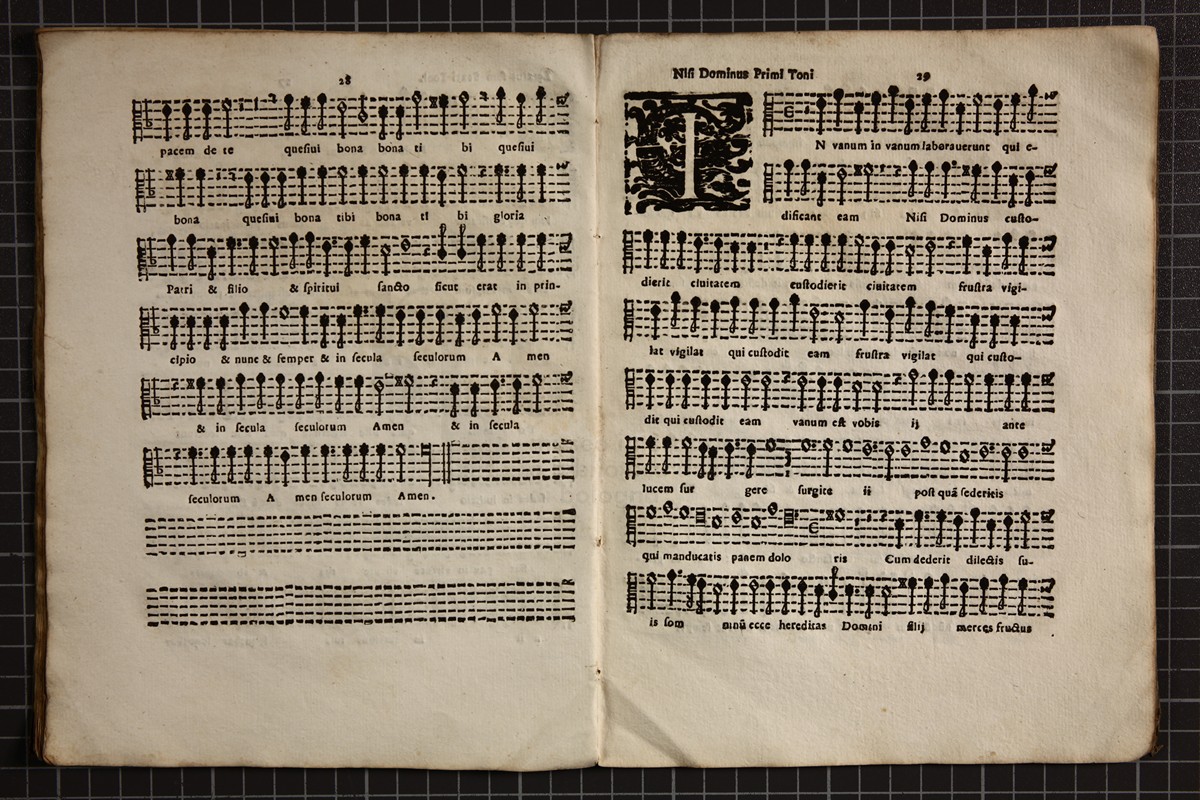 28
pacem de te quesiui bona bona ti bi quesiui
bona quesiui bona tibi bona ti bi gloria
Patri & filio & spiritui sancto sicut erat in prin-
cipio & nunc & semper & in secula seculorum A men
& in secula seculorum Amen & in secula
seculorum A men seculorum Amen.
Nisi Dominus Primi Toni 29
IN vanum in vanum laborauerunt qui e-
dificant eam Nisi Dominus custo-
dierit ciuitatem custodierit ciuitatem frustra vigi-
lat vigilat qui custodit eam frustra vigilat qui custo-
dit qui custodit eam vanum est vobis ij ante
lucem sur gere surgite ii post quã sederitis
qui manducatis panem dolo ris Cum dederit dilectis su-
is som nũ ecce hereditas Domini filij merces fructus